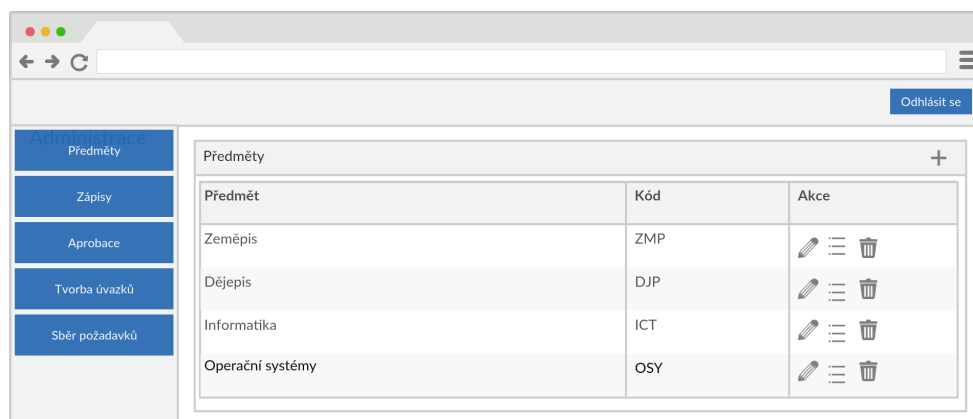 Odhlásit se
Administrace
Předměty
Zápisy
Aprobace
Tvorba úvazků
Sběr požadavků
Předměty
Předmět Kód Akce
Zeměpis ZMP
Dějepis DJP
Informatika ICT
Operační systémy OSY